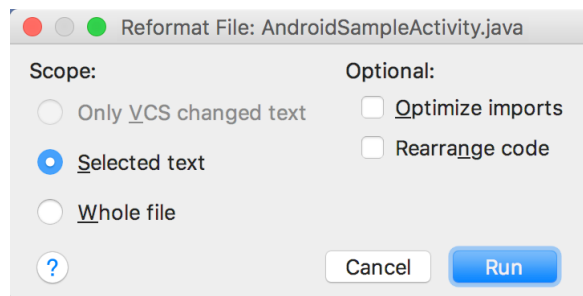 Reformat File: AndroidSampleActivity.java
Scope:
Optional:
Only VCS changed text
Optimize imports
Selected text
Rearrange code
Whole file
?
Cancel
Run